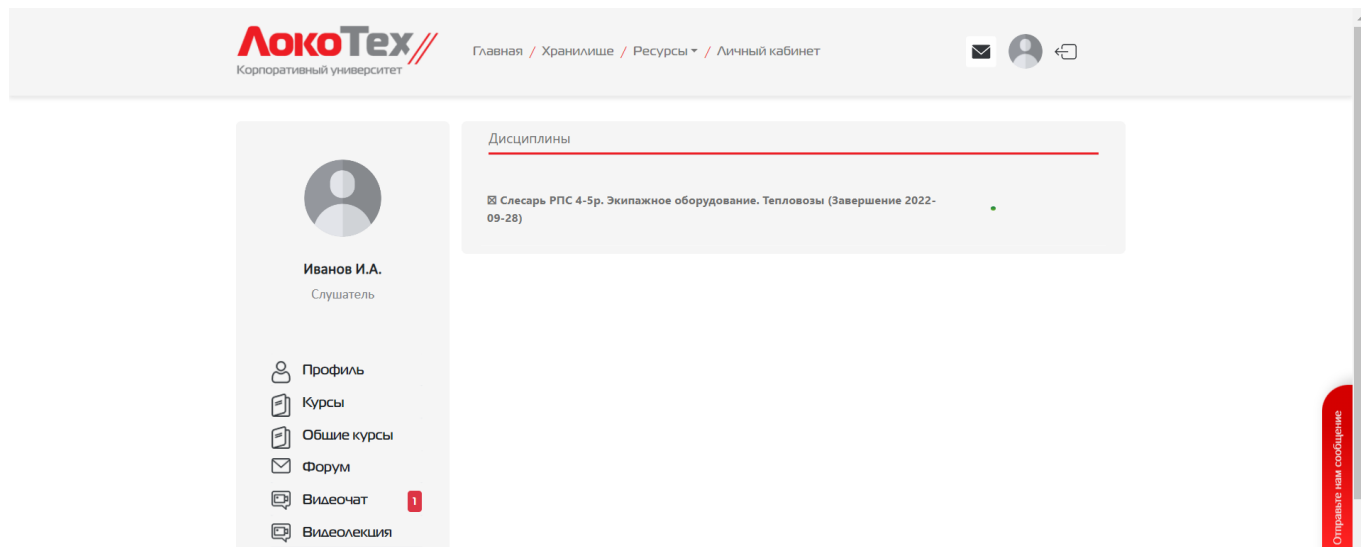 ЛокоТех
Корпоративный университет
Главная / Хранилище / Ресурсы / Личный кабинет
Дисциплины
Слесарь РПС 4-5р. Экипажное оборудование. Тепловозы (Завершение 2022-
09-28)
Иванов И.А.
Слушатель
Профиль
Курсы
Общие курсы
Форум
Видеочат 1
Видеолекция
Отправьте нам сообщение